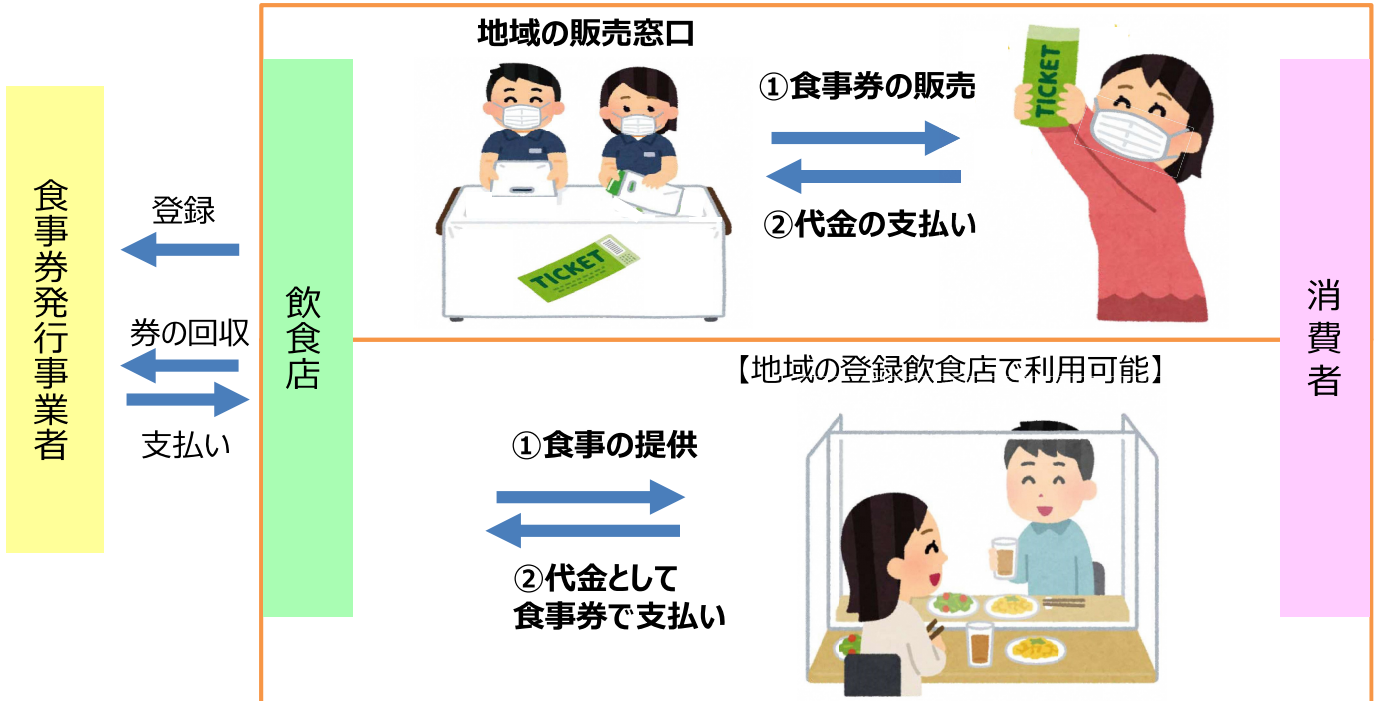 食事券発行事業者
登録
券の回収
支払い
飲食店
地域の販売窓口
①食事券の販売
②代金の支払い
TICKET
TICKET
【地域の登録飲食店で利用可能】
①食事の提供
②代金として
食事券で支払い
消費者